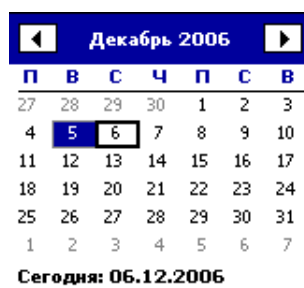 Декабрь 2006
П В С Ч П С В
27 28 29 30 1 2 3
4 5 6 7 8 9 10
11 12 13 14 15 16 17
18 19 20 21 22 23 24
25 26 27 28 29 30 31
1 2 3 4 5 6 7
Сегодня: 06.12.2006